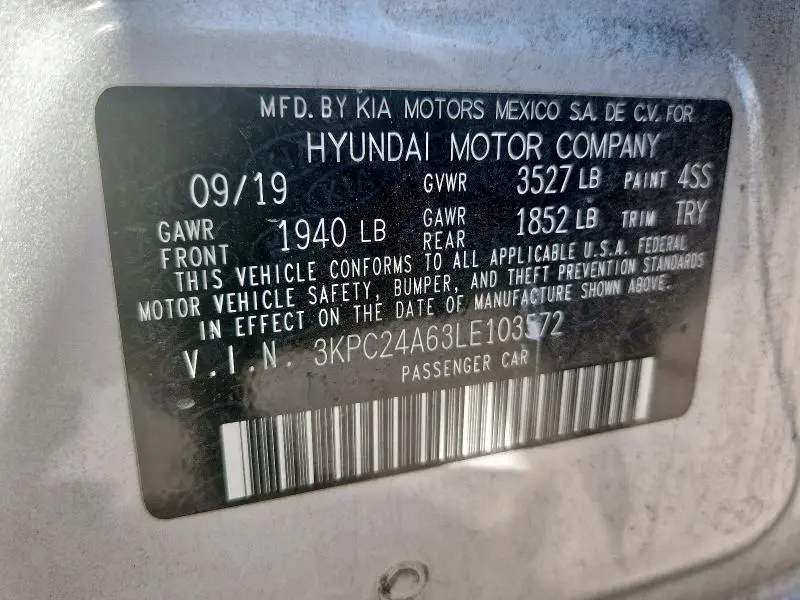 MFD. BY KIA MOTORS MEXICO S.A. DE C.V. FOR
HYUNDAI MOTOR COMPANY
09/19 GVWR 3527 LB PAINT 4SS
GAWR FRONT 1940 LB GAWR REAR 1852 LB TRIM TRY
THIS VEHICLE CONFORMS TO ALL APPLICABLE U.S.A. FEDERAL
MOTOR VEHICLE SAFETY, BUMPER, AND THEFT PREVENTION STANDARDS
IN EFFECT ON THE DATE OF MANUFACTURE SHOWN ABOVE.
V.I.N. 3KPC24A63LE103572
PASSENGER CAR